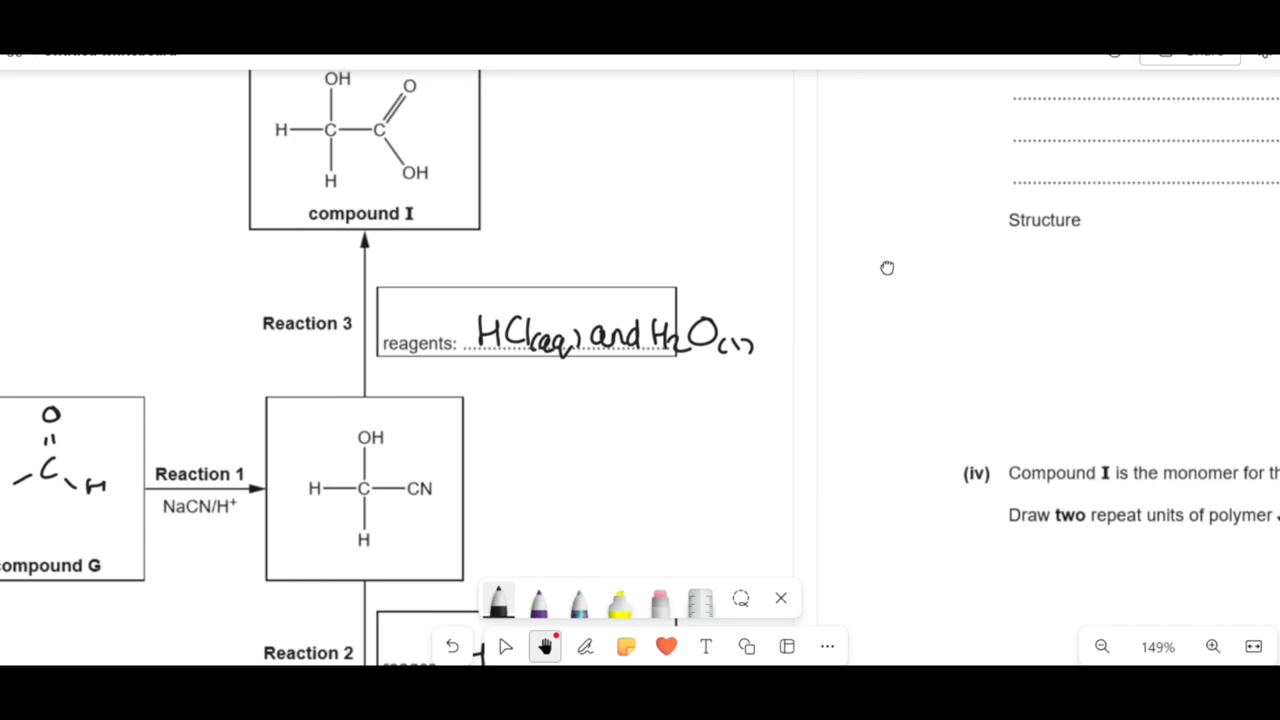 OH
O
H C C
H OH
compound I
Structure
Reaction 3
reagents: HCl(aq) and H2O(l)
O
C
H
compound G
Reaction 1
NaCN/H+
OH
H C CN
H
(iv) Compound I is the monomer for th
Draw two repeat units of polymer
Reaction 2
149%